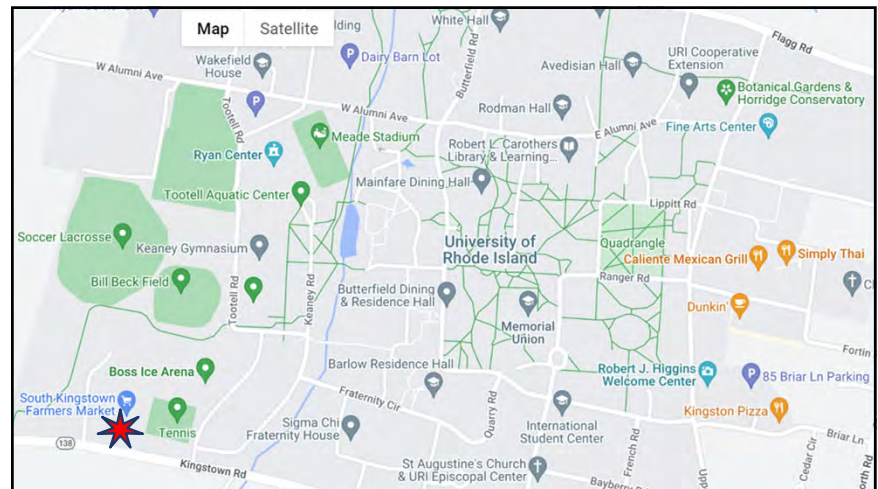 Map Satellite
White Hall
Flagg Rd
Wakefield
House
Dairy Barn Lot
Butterfield Rd
Avedisian Hall
URI Cooperative
Extension
W Alumni Ave
Botanical Gardens &
Horridge Conservatory
Tootell Rd
W Alumni Ave
Rodman Hall
E Alumni Ave
Fine Arts Center
Meade Stadium
Ryan Center
Robert L. Carothers
Library & Learning...
Mainfare Dining Hall
Tootell Aquatic Center
Lippitt Rd
Soccer Lacrosse
Keaney Gymnasium
University of
Rhode Island
Quadrangle
Caliente Mexican Grill
Simply Thai
Bill Beck Field
Tootell Rd
Keaney Rd
Butterfield Dining
& Residence Hall
Ranger Rd
Memorial
Union
Dunkin'
Fortin
Boss Ice Arena
Barlow Residence Hall
Robert J. Higgins
Welcome Center
85 Briar Ln Parking
South Kingstown
Farmers Market
Fraternity Cir
Tennis
Sigma Chi
Fraternity House
Quarry Rd
International
Student Center
Kingston Pizza
French Rd
Briar Ln
138
Kingstown Rd
St Augustine's Church
& URI Episcopal Center
Cedar Cir